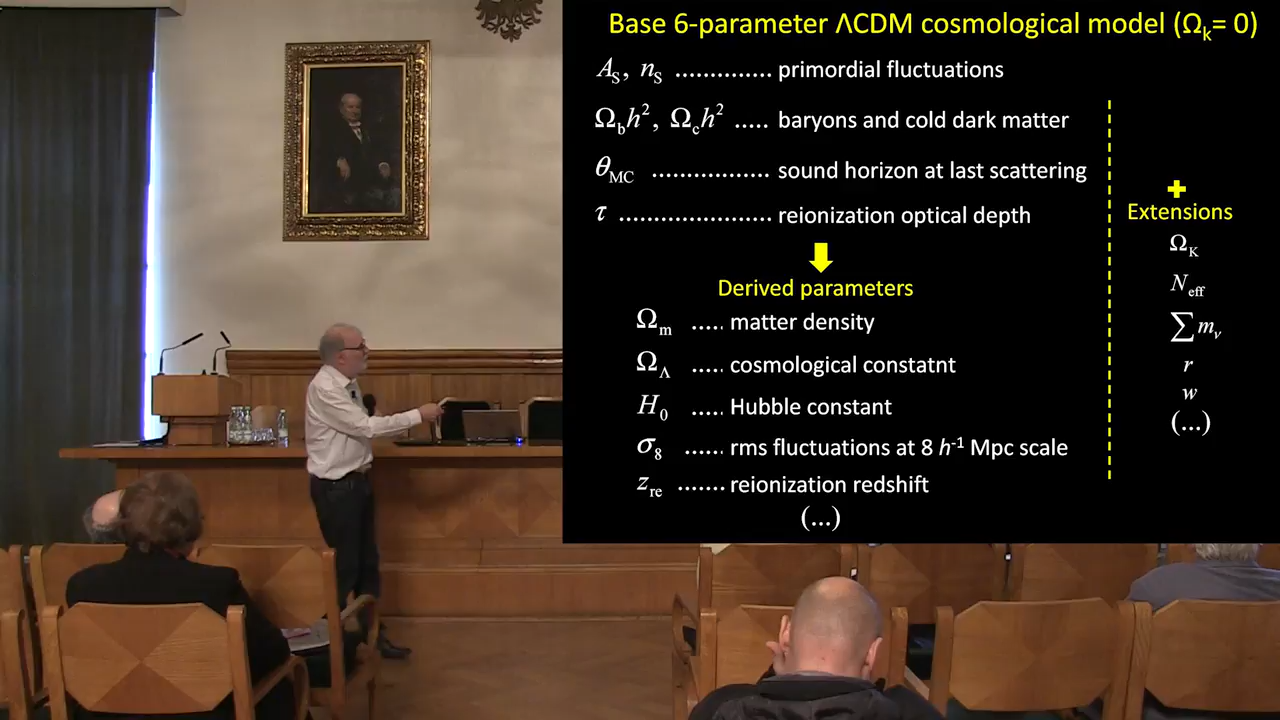 Base 6-parameter ΛCDM cosmological model (Ωk= 0)
AS, nS .............. primordial fluctuations
Ωbh², Ωch² ..... baryons and cold dark matter
θMC ................. sound horizon at last scattering
τ ...................... reionization optical depth
Derived parameters
Ωm ..... matter density
ΩΛ ..... cosmological constatnt
H0 ..... Hubble constant
σ8 ...... rms fluctuations at 8 h⁻¹ Mpc scale
zre ....... reionization redshift
(...)
+
Extensions
ΩK
Neff
∑mν
r
w
(...)